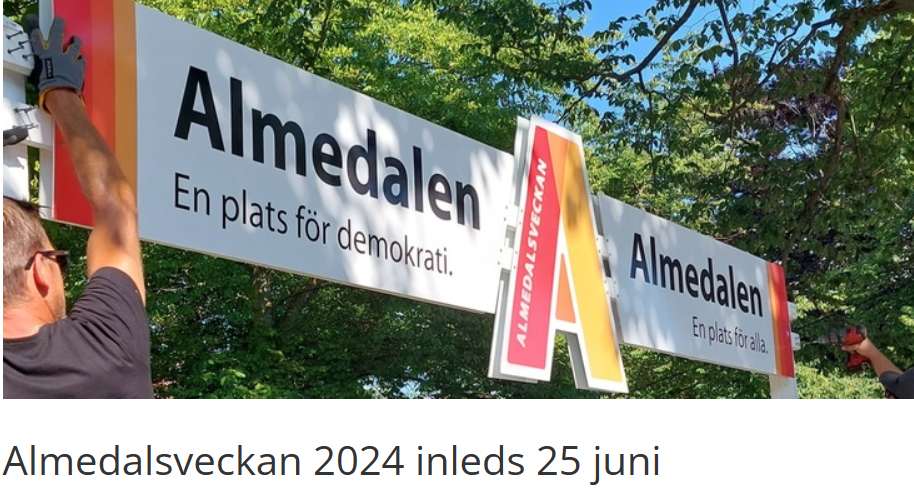 Almedalen
En plats för demokrati.
ALMEDALSVECKAN
Almedalen
En plats för alla.
Almedalsveckan 2024 inleds 25 juni